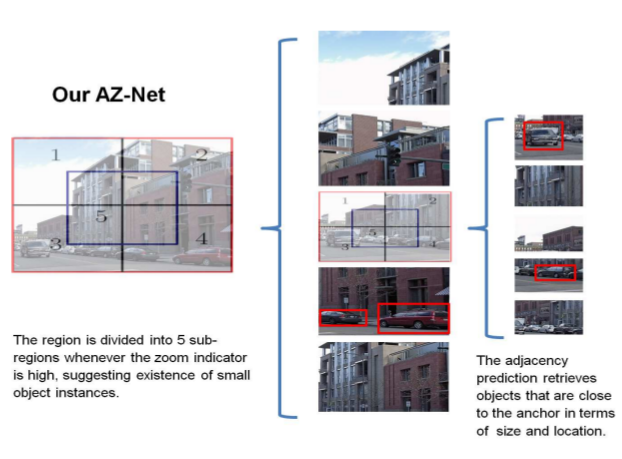 Our AZ-Net
1 2
5
3 4
1 2
5
3 4
The region is divided into 5 sub-
regions whenever the zoom indicator
is high, suggesting existence of small
object instances.
The adjacency
prediction retrieves
objects that are close
to the anchor in terms
of size and location.